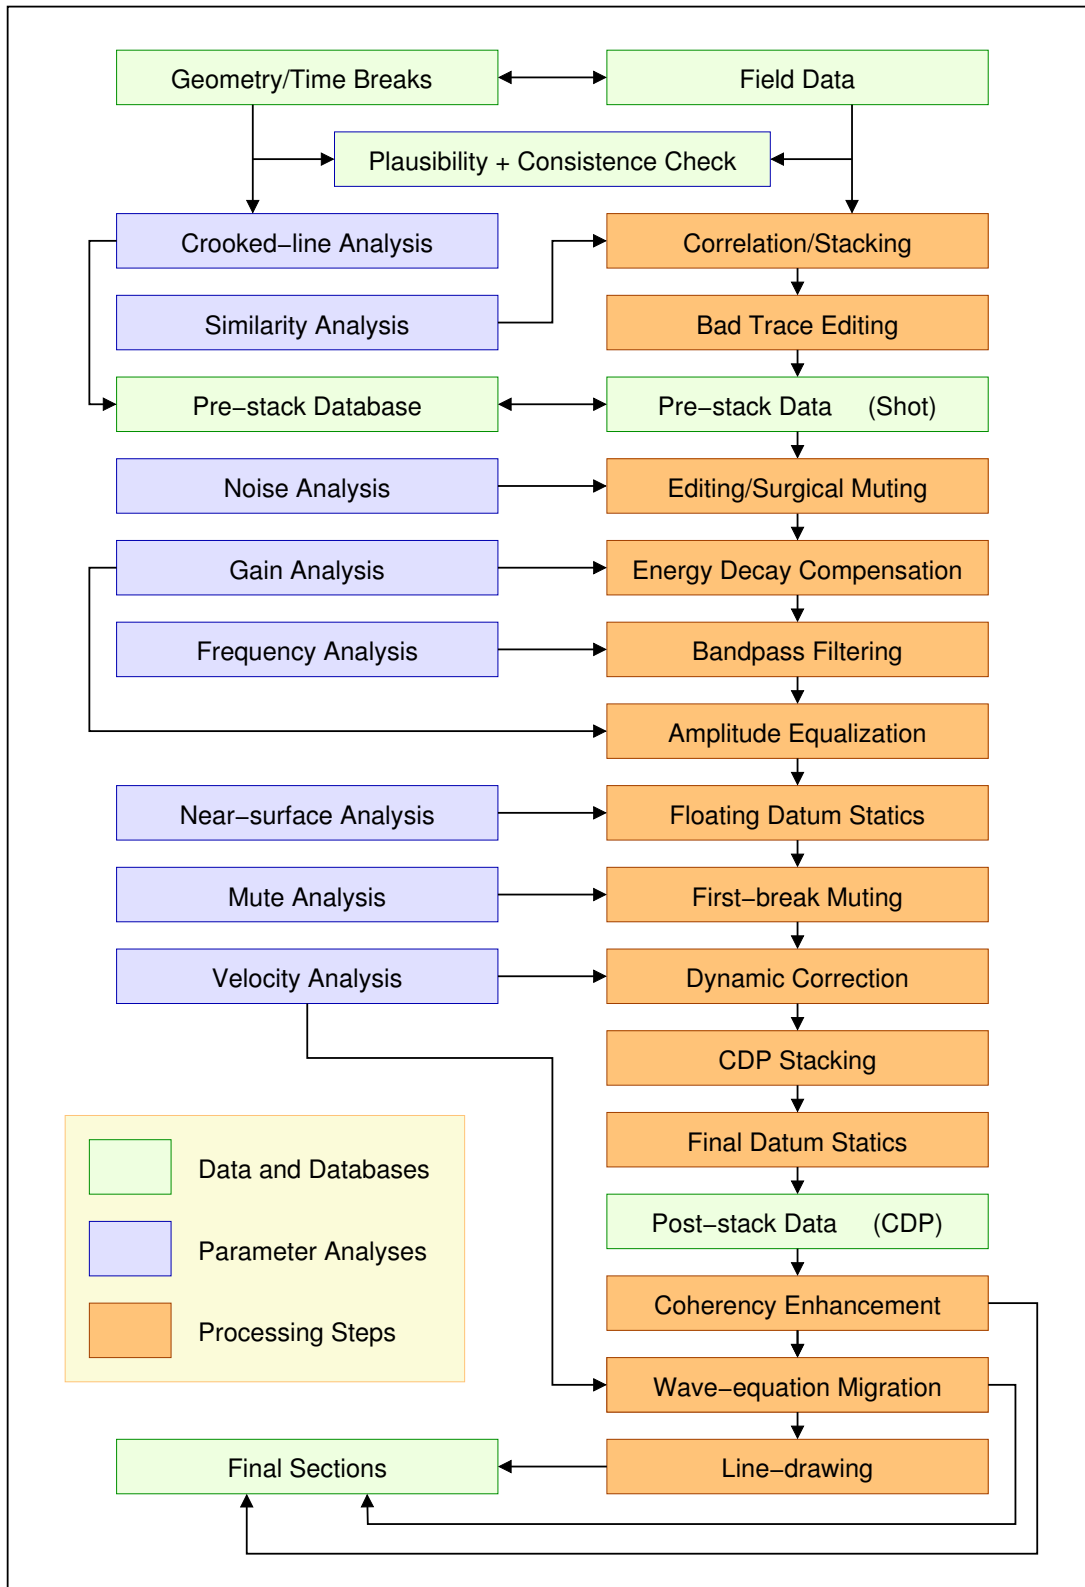 Geometry/Time Breaks
Field Data
Plausibility + Consistence Check
Crooked−line Analysis
Correlation/Stacking
Similarity Analysis
Bad Trace Editing
Pre−stack Database
Pre−stack Data (Shot)
Noise Analysis
Editing/Surgical Muting
Gain Analysis
Energy Decay Compensation
Frequency Analysis
Bandpass Filtering
Amplitude Equalization
Near−surface Analysis
Floating Datum Statics
Mute Analysis
First−break Muting
Velocity Analysis
Dynamic Correction
CDP Stacking
Final Datum Statics
Data and Databases
Post−stack Data (CDP)
Parameter Analyses
Coherency Enhancement
Processing Steps
Wave−equation Migration
Final Sections
Line−drawing